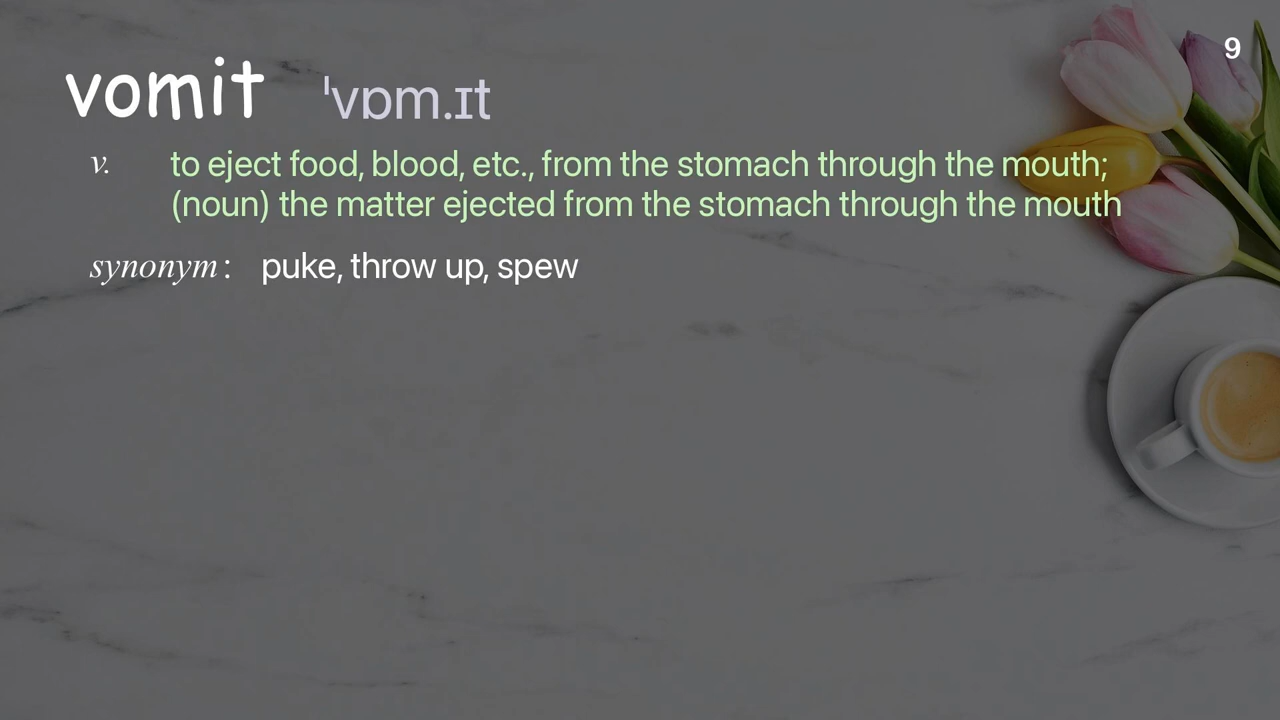 9
vomit ˈvɒm.ɪt
v. to eject food, blood, etc., from the stomach through the mouth;
(noun) the matter ejected from the stomach through the mouth
synonym: puke, throw up, spew